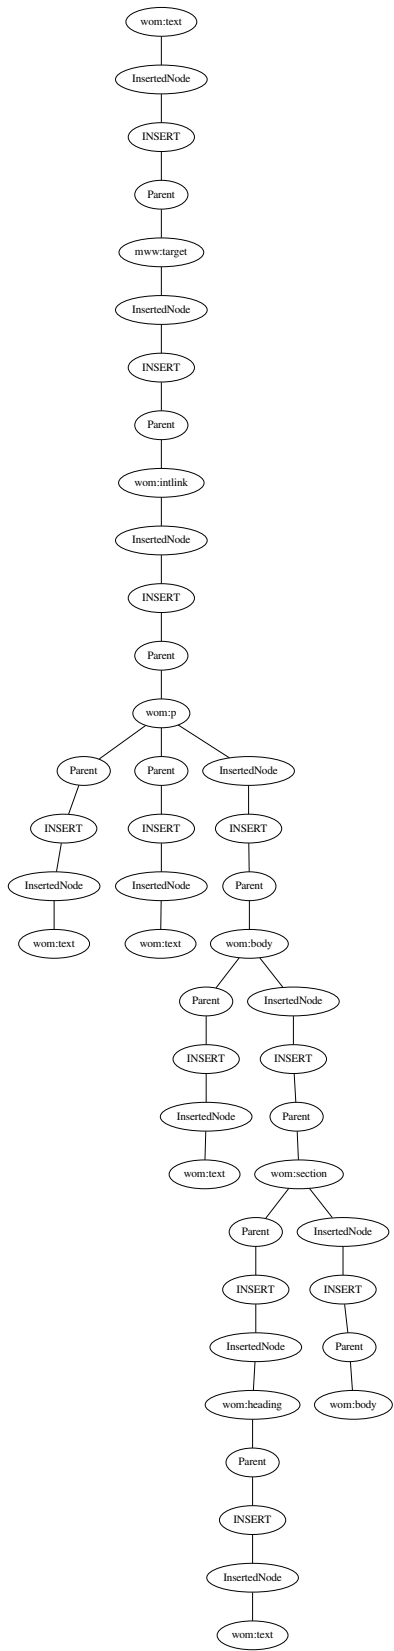 wom:text
InsertedNode
INSERT
Parent
mww:target
InsertedNode
INSERT
Parent
wom:intlink
InsertedNode
INSERT
Parent
wom:p
Parent Parent InsertedNode
INSERT INSERT INSERT
InsertedNode InsertedNode Parent
wom:text wom:text wom:body
Parent InsertedNode
INSERT INSERT
InsertedNode Parent
wom:text wom:section
Parent InsertedNode
INSERT INSERT
InsertedNode Parent
wom:heading wom:body
Parent
INSERT
InsertedNode
wom:text